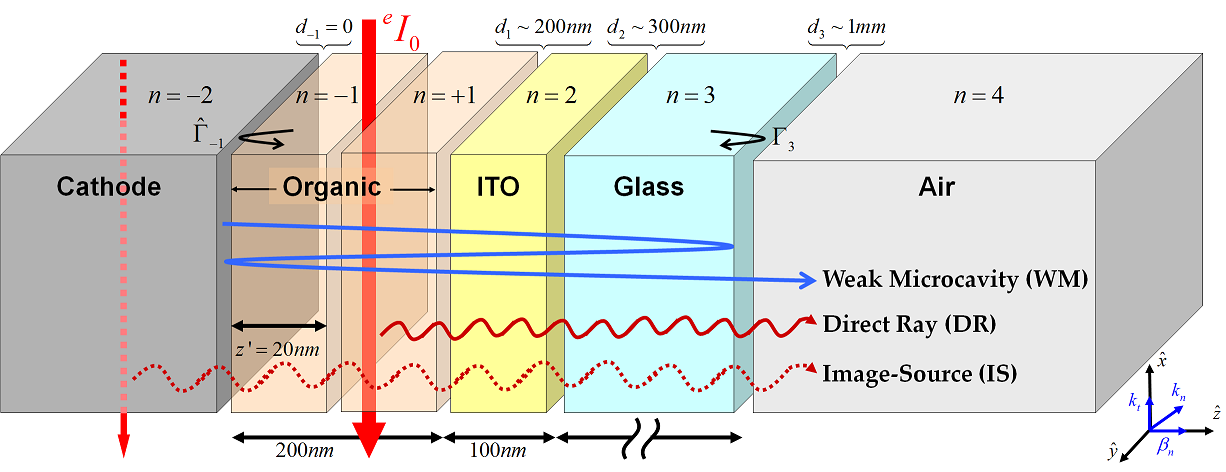 d₋₁ = 0
ᵉI₀
d₁ ~ 200nm
d₂ ~ 300nm
d₃ ~ 1mm
n = −2
n = −1
n = +1
n = 2
n = 3
n = 4
Γ̂₋₁
Γ₃
Cathode
Organic
ITO
Glass
Air
Weak Microcavity (WM)
Direct Ray (DR)
z' = 20nm
Image-Source (IS)
x̂
kₜ
kₙ
ẑ
ŷ
βₙ
200nm
100nm